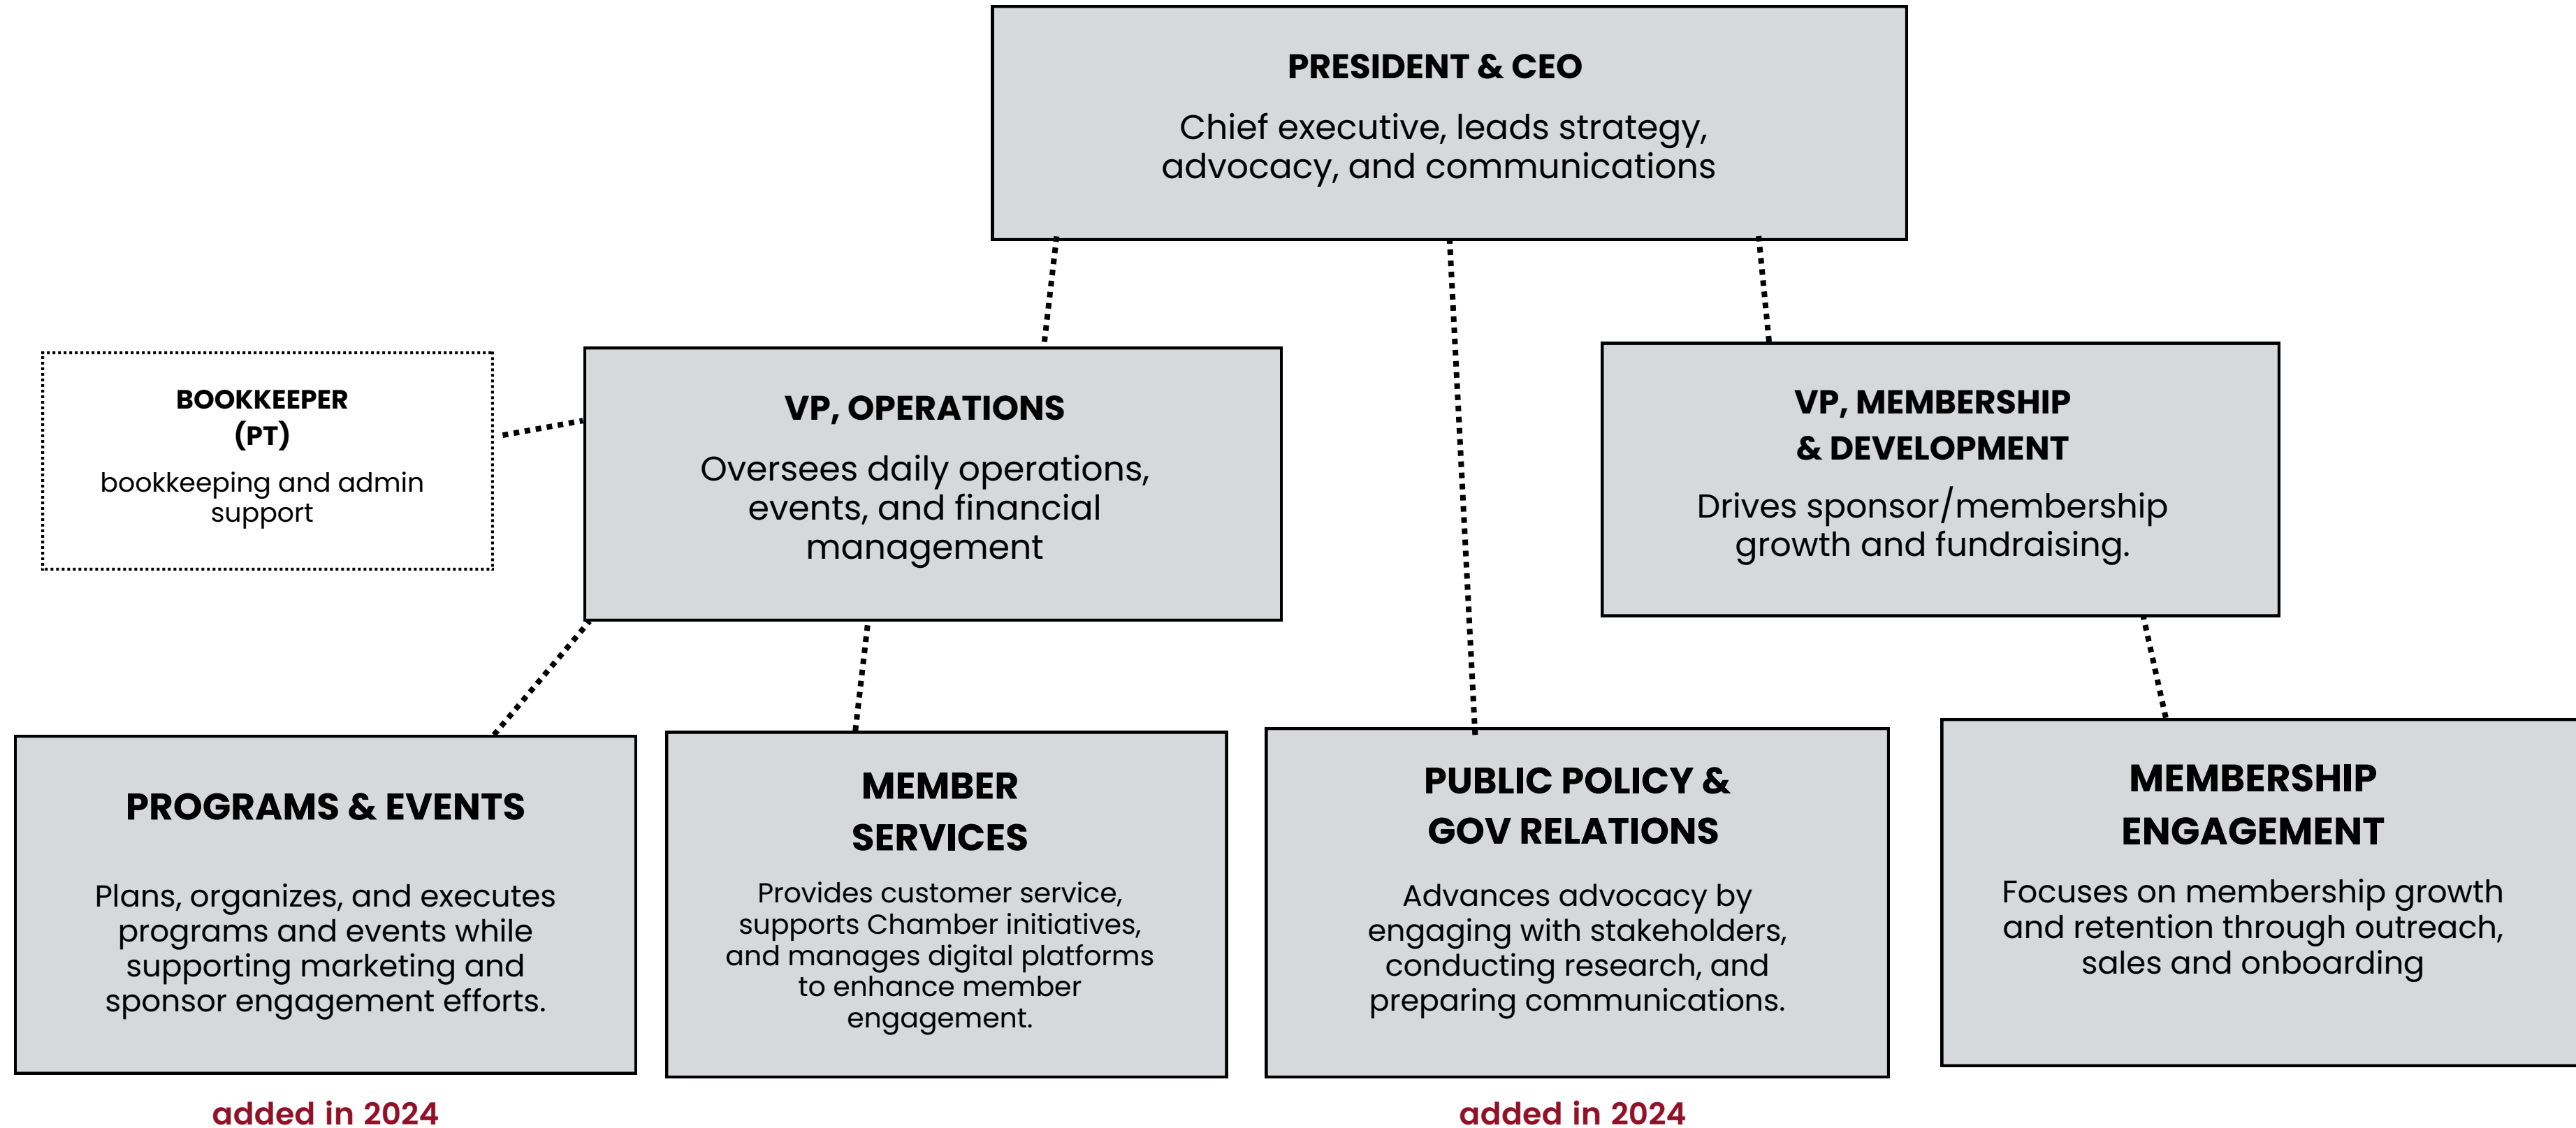 PRESIDENT & CEO
Chief executive, leads strategy,
advocacy, and communications
BOOKKEEPER
(PT)
bookkeeping and admin
support
VP, OPERATIONS
Oversees daily operations,
events, and financial
management
VP, MEMBERSHIP
& DEVELOPMENT
Drives sponsor/membership
growth and fundraising.
PROGRAMS & EVENTS
Plans, organizes, and executes
programs and events while
supporting marketing and
sponsor engagement efforts.
added in 2024
MEMBER
SERVICES
Provides customer service,
supports Chamber initiatives,
and manages digital platforms
to enhance member
engagement.
PUBLIC POLICY &
GOV RELATIONS
Advances advocacy by
engaging with stakeholders,
conducting research, and
preparing communications.
added in 2024
MEMBERSHIP
ENGAGEMENT
Focuses on membership growth
and retention through outreach,
sales and onboarding